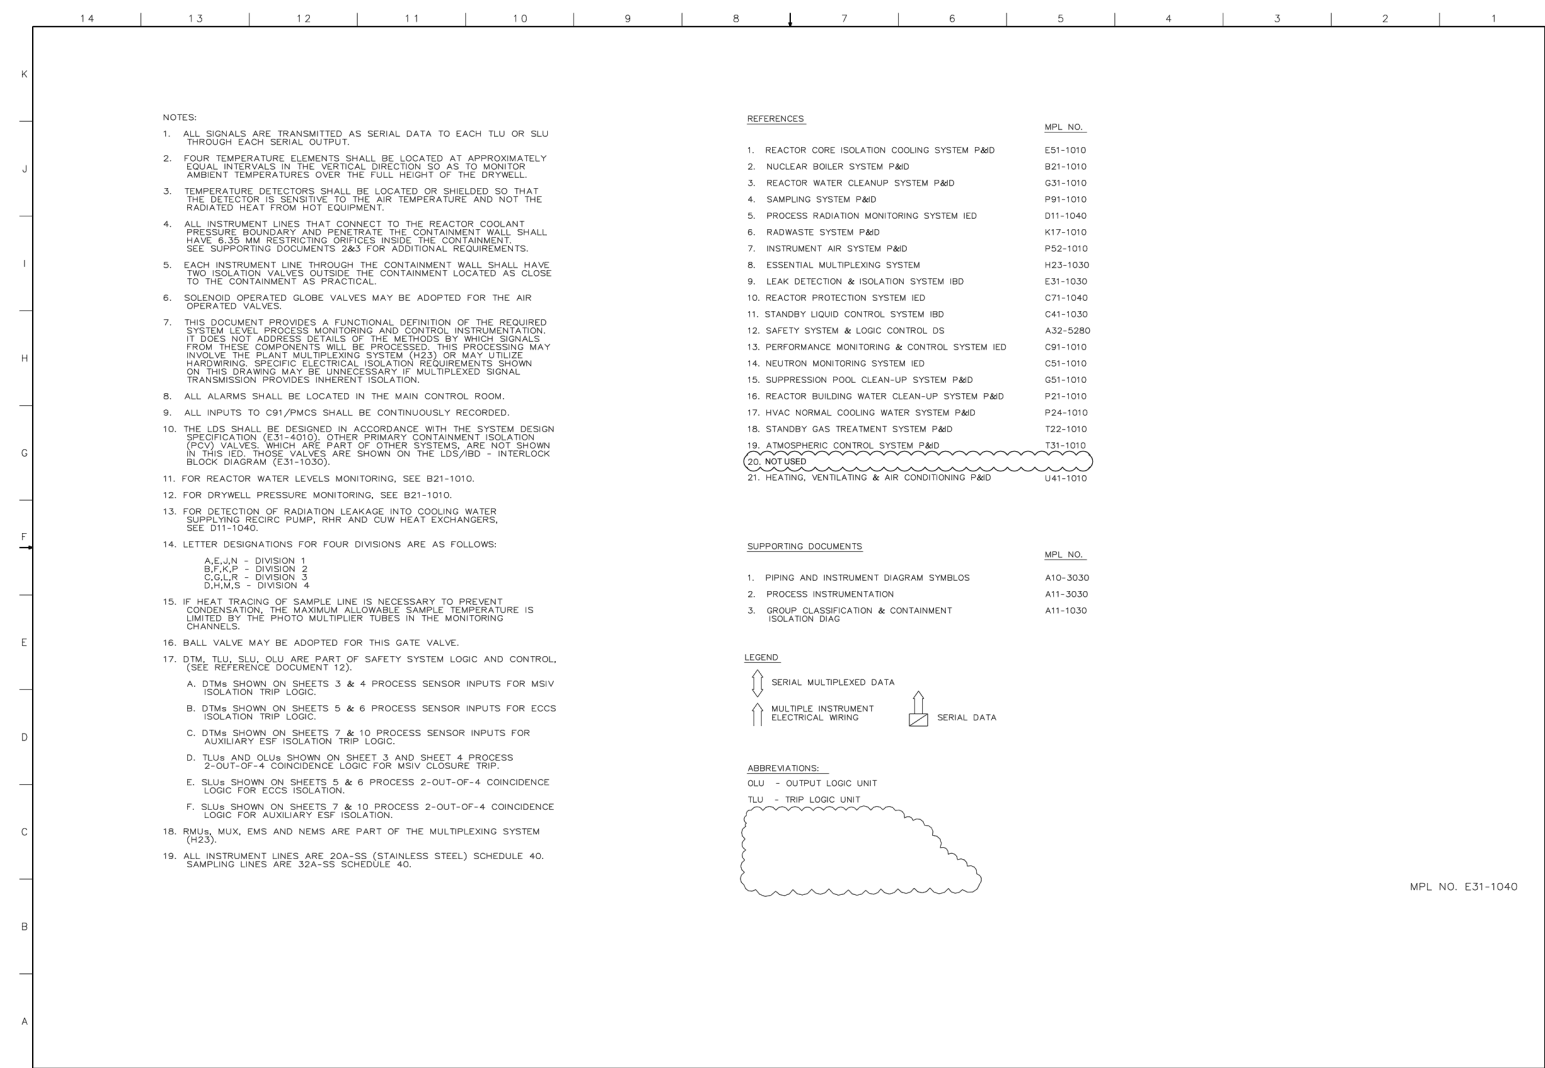 14 13 12 11 10 9 8 7 6 5 4 3 2 1
K
J
I
H
G
F
E
D
C
B
A
NOTES:
1. ALL SIGNALS ARE TRANSMITTED AS SERIAL DATA TO EACH TLU OR SLU
THROUGH EACH SERIAL OUTPUT.
2. FOUR TEMPERATURE ELEMENTS SHALL BE LOCATED AT APPROXIMATELY
EQUAL INTERVALS IN THE VERTICAL DIRECTION SO AS TO MONITOR
AMBIENT TEMPERATURES OVER THE FULL HEIGHT OF THE DRYWELL.
3. TEMPERATURE DETECTORS SHALL BE LOCATED OR SHIELDED SO THAT
THE DETECTOR IS SENSITIVE TO THE AIR TEMPERATURE AND NOT THE
RADIATED HEAT FROM HOT EQUIPMENT.
4. ALL INSTRUMENT LINES THAT CONNECT TO THE REACTOR COOLANT
PRESSURE BOUNDARY AND PENETRATE THE CONTAINMENT WALL SHALL
HAVE 6.35 MM RESTRICTING ORIFICES INSIDE THE CONTAINMENT.
SEE SUPPORTING DOCUMENTS 2&3 FOR ADDITIONAL REQUIREMENTS.
5. EACH INSTRUMENT LINE THROUGH THE CONTAINMENT WALL SHALL HAVE
TWO ISOLATION VALVES OUTSIDE THE CONTAINMENT LOCATED AS CLOSE
TO THE CONTAINMENT AS PRACTICAL.
6. SOLENOID OPERATED GLOBE VALVES MAY BE ADOPTED FOR THE AIR
OPERATED VALVES.
7. THIS DOCUMENT PROVIDES A FUNCTIONAL DEFINITION OF THE REQUIRED
SYSTEM LEVEL PROCESS MONITORING AND CONTROL INSTRUMENTATION.
IT DOES NOT ADDRESS DETAILS OF THE METHODS BY WHICH SIGNALS
FROM THESE COMPONENTS WILL BE PROCESSED. THIS PROCESSING MAY
INVOLVE THE PLANT MULTIPLEXING SYSTEM (H23) OR MAY UTILIZE
HARDWIRING. SPECIFIC ELECTRICAL ISOLATION REQUIREMENTS SHOWN
ON THIS DRAWING MAY BE UNNECESSARY IF MULTIPLEXED SIGNAL
TRANSMISSION PROVIDES INHERENT ISOLATION.
8. ALL ALARMS SHALL BE LOCATED IN THE MAIN CONTROL ROOM.
9. ALL INPUTS TO C91/PMCS SHALL BE CONTINUOUSLY RECORDED.
10. THE LDS SHALL BE DESIGNED IN ACCORDANCE WITH THE SYSTEM DESIGN
SPECIFICATION (E31-4010). OTHER PRIMARY CONTAINMENT ISOLATION
(PCV) VALVES. WHICH ARE PART OF OTHER SYSTEMS, ARE NOT SHOWN
IN THIS IED. THOSE VALVES ARE SHOWN ON THE LDS/IBD - INTERLOCK
BLOCK DIAGRAM (E31-1030).
11. FOR REACTOR WATER LEVELS MONITORING, SEE B21-1010.
12. FOR DRYWELL PRESSURE MONITORING, SEE B21-1010.
13. FOR DETECTION OF RADIATION LEAKAGE INTO COOLING WATER
SUPPLYING RECIRC PUMP, RHR AND CUW HEAT EXCHANGERS,
SEE D11-1040.
14. LETTER DESIGNATIONS FOR FOUR DIVISIONS ARE AS FOLLOWS:
A,E,J,N - DIVISION 1
B,F,K,P - DIVISION 2
C,G,L,R - DIVISION 3
D,H,M,S - DIVISION 4
15. IF HEAT TRACING OF SAMPLE LINE IS NECESSARY TO PREVENT
CONDENSATION, THE MAXIMUM ALLOWABLE SAMPLE TEMPERATURE IS
LIMITED BY THE PHOTO MULTIPLIER TUBES IN THE MONITORING
CHANNELS.
16. BALL VALVE MAY BE ADOPTED FOR THIS GATE VALVE.
17. DTM, TLU, SLU, OLU ARE PART OF SAFETY SYSTEM LOGIC AND CONTROL,
(SEE REFERENCE DOCUMENT 12).
A. DTMs SHOWN ON SHEETS 3 & 4 PROCESS SENSOR INPUTS FOR MSIV
ISOLATION TRIP LOGIC.
B. DTMs SHOWN ON SHEETS 5 & 6 PROCESS SENSOR INPUTS FOR ECCS
ISOLATION TRIP LOGIC.
C. DTMs SHOWN ON SHEETS 7 & 10 PROCESS SENSOR INPUTS FOR
AUXILIARY ESF ISOLATION TRIP LOGIC.
D. TLUs AND OLUs SHOWN ON SHEET 3 AND SHEET 4 PROCESS
2-OUT-OF-4 COINCIDENCE LOGIC FOR MSIV CLOSURE TRIP.
E. SLUs SHOWN ON SHEETS 5 & 6 PROCESS 2-OUT-OF-4 COINCIDENCE
LOGIC FOR ECCS ISOLATION.
F. SLUs SHOWN ON SHEETS 7 & 10 PROCESS 2-OUT-OF-4 COINCIDENCE
LOGIC FOR AUXILIARY ESF ISOLATION.
18. RMUs, MUX, EMS AND NEMS ARE PART OF THE MULTIPLEXING SYSTEM
(H23).
19. ALL INSTRUMENT LINES ARE 20A-SS (STAINLESS STEEL) SCHEDULE 40.
SAMPLING LINES ARE 32A-SS SCHEDULE 40.
REFERENCES
MPL NO.
1. REACTOR CORE ISOLATION COOLING SYSTEM P&ID E51-1010
2. NUCLEAR BOILER SYSTEM P&ID B21-1010
3. REACTOR WATER CLEANUP SYSTEM P&ID G31-1010
4. SAMPLING SYSTEM P&ID P91-1010
5. PROCESS RADIATION MONITORING SYSTEM IED D11-1040
6. RADWASTE SYSTEM P&ID K17-1010
7. INSTRUMENT AIR SYSTEM P&ID P52-1010
8. ESSENTIAL MULTIPLEXING SYSTEM H23-1030
9. LEAK DETECTION & ISOLATION SYSTEM IBD E31-1030
10. REACTOR PROTECTION SYSTEM IED C71-1040
11. STANDBY LIQUID CONTROL SYSTEM IBD C41-1030
12. SAFETY SYSTEM & LOGIC CONTROL DS A32-5280
13. PERFORMANCE MONITORING & CONTROL SYSTEM IED C91-1010
14. NEUTRON MONITORING SYSTEM IED C51-1010
15. SUPPRESSION POOL CLEAN-UP SYSTEM P&ID G51-1010
16. REACTOR BUILDING WATER CLEAN-UP SYSTEM P&ID P21-1010
17. HVAC NORMAL COOLING WATER SYSTEM P&ID P24-1010
18. STANDBY GAS TREATMENT SYSTEM P&ID T22-1010
19. ATMOSPHERIC CONTROL SYSTEM P&ID T31-1010
20. NOT USED
21. HEATING, VENTILATING & AIR CONDITIONING P&ID U41-1010
SUPPORTING DOCUMENTS
MPL NO.
1. PIPING AND INSTRUMENT DIAGRAM SYMBLOS A10-3030
2. PROCESS INSTRUMENTATION A11-3030
3. GROUP CLASSIFICATION & CONTAINMENT A11-1030
ISOLATION DIAG
LEGEND
SERIAL MULTIPLEXED DATA
MULTIPLE INSTRUMENT
ELECTRICAL WIRING
SERIAL DATA
ABBREVIATIONS:
OLU - OUTPUT LOGIC UNIT
TLU - TRIP LOGIC UNIT
MPL NO. E31-1040